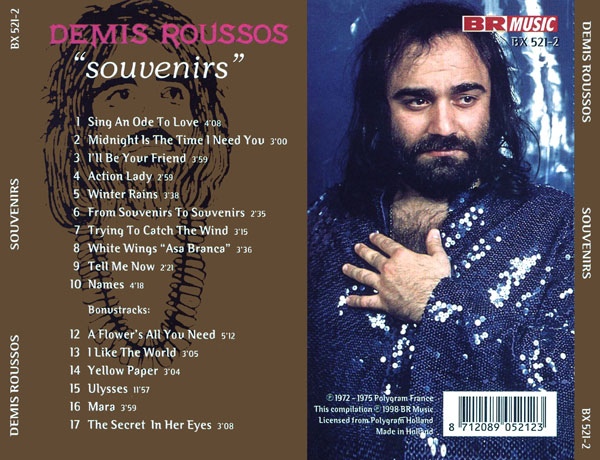 BX 521-2
SOUVENIRS
DEMIS ROUSSOS
DEMIS ROUSSOS
"souvenirs"
1 Sing An Ode To Love 4'08
2 Midnight Is The Time I Need You 3'00
3 I'll Be Your Friend 3'59
4 Action Lady 2'59
5 Winter Rains 3'38
6 From Souvenirs To Souvenirs 2'35
7 Trying To Catch The Wind 3'15
8 White Wings "Asa Branca" 3'36
9 Tell Me Now 2'21
10 Names 4'18
Bonustracks:
12 A Flower's All You Need 5'12
13 I Like The World 3'05
14 Yellow Paper 3'04
15 Ulysses 11'57
16 Mara 3'59
17 The Secret In Her Eyes 3'08
BR MUSIC
BX 521-2
℗ 1972 - 1975 Polygram France
This compilation ℗ 1998 BR Music
Licensed from Polygram Holland
Made in Holland
8 712089 052123
DEMIS ROUSSOS
SOUVENIRS
BX 521-2